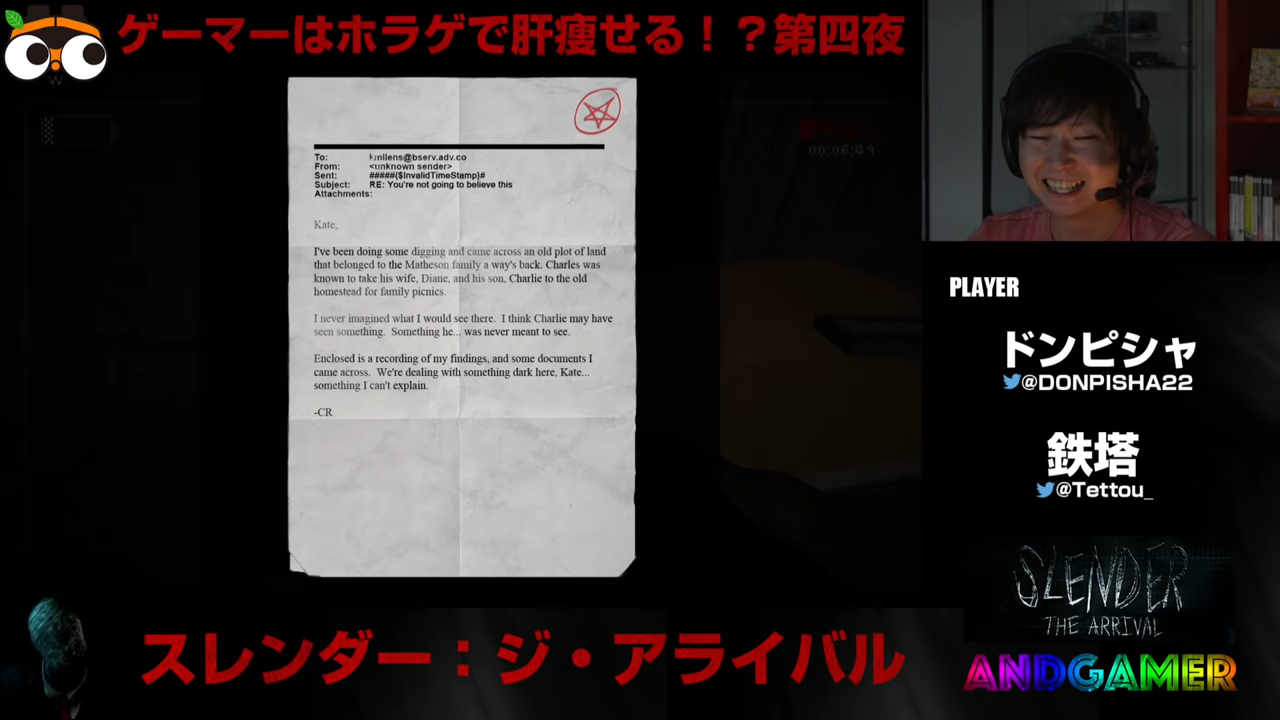 ゲーマーはホラゲで肝痩せる！？第四夜
00:06:49
To: kmllens@bserv.adv.co
From: <unknown sender>
Sent: #####{$InvalidTimeStamp}#
Subject: RE: You're not going to believe this
Attachments:
Kate,
I've been doing some digging and came across an old plot of land
that belonged to the Matheson family a way's back. Charles was
known to take his wife, Diane, and his son, Charlie to the old
homestead for family picnics.
I never imagined what I would see there. I think Charlie may have
seen something. Something he... was never meant to see.
Enclosed is a recording of my findings, and some documents I
came across. We're dealing with something dark here, Kate...
something I can't explain.
-CR
PLAYER
ドンピシャ
@DONPISHA22
鉄塔
@Tettou_
SLENDER
THE ARRIVAL
スレンダー：ジ・アライバル
ANDGAMER